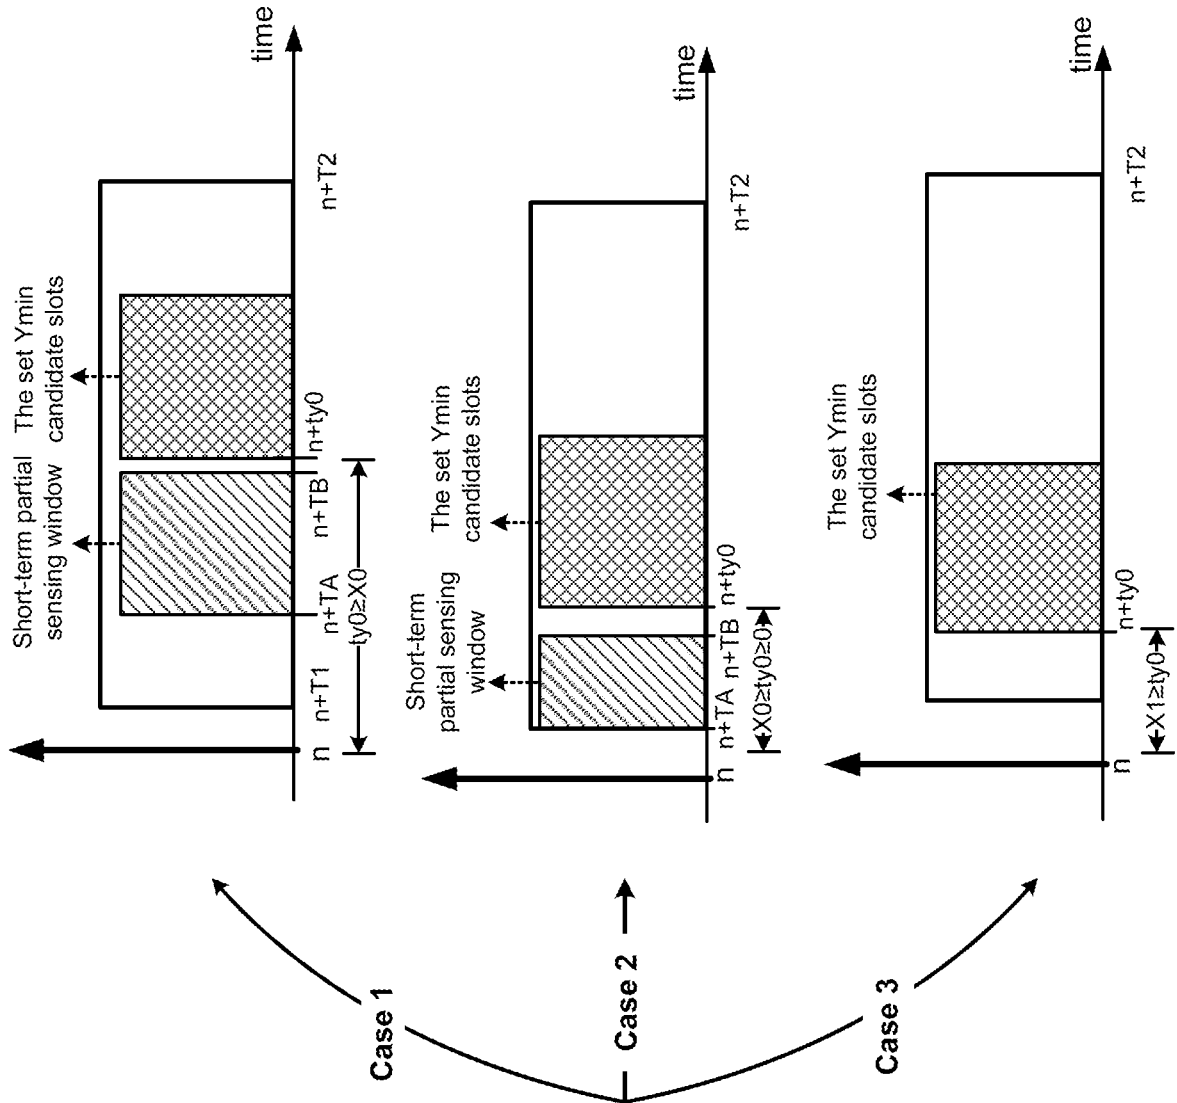 Case 1
Short-term partial
sensing window
The set Ymin
candidate slots
time
n
n+T1
n+TA
n+TB
n+ty0
n+T2
ty0≥X0
Case 2
Short-term
partial sensing
window
The set Ymin
candidate slots
time
n
n+TA
n+TB
n+ty0
n+T2
X0≥ty0≥0
Case 3
The set Ymin
candidate slots
time
n
n+ty0
n+T2
X1≥ty0